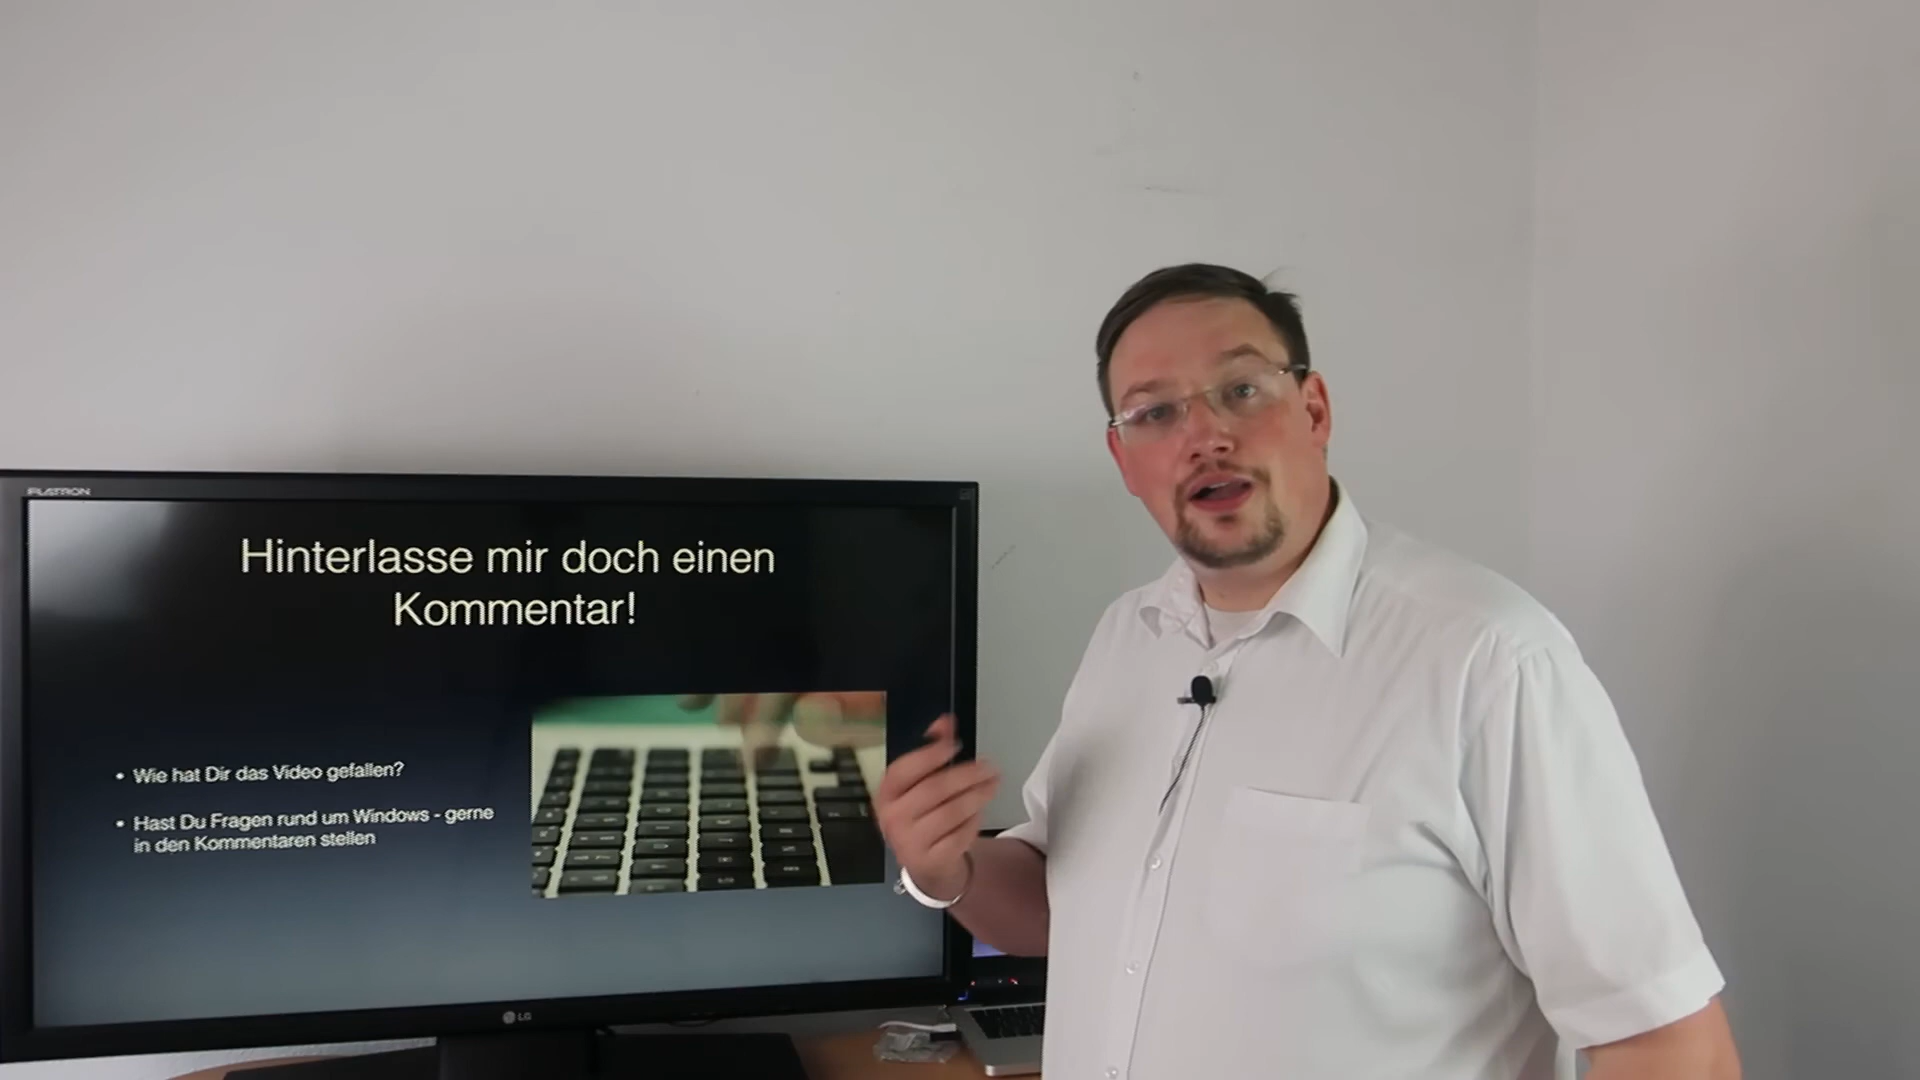 FLATRON
Hinterlasse mir doch einen
Kommentar!
• Wie hat Dir das Video gefallen?
• Hast Du Fragen rund um Windows - gerne
in den Kommentaren stellen
LG